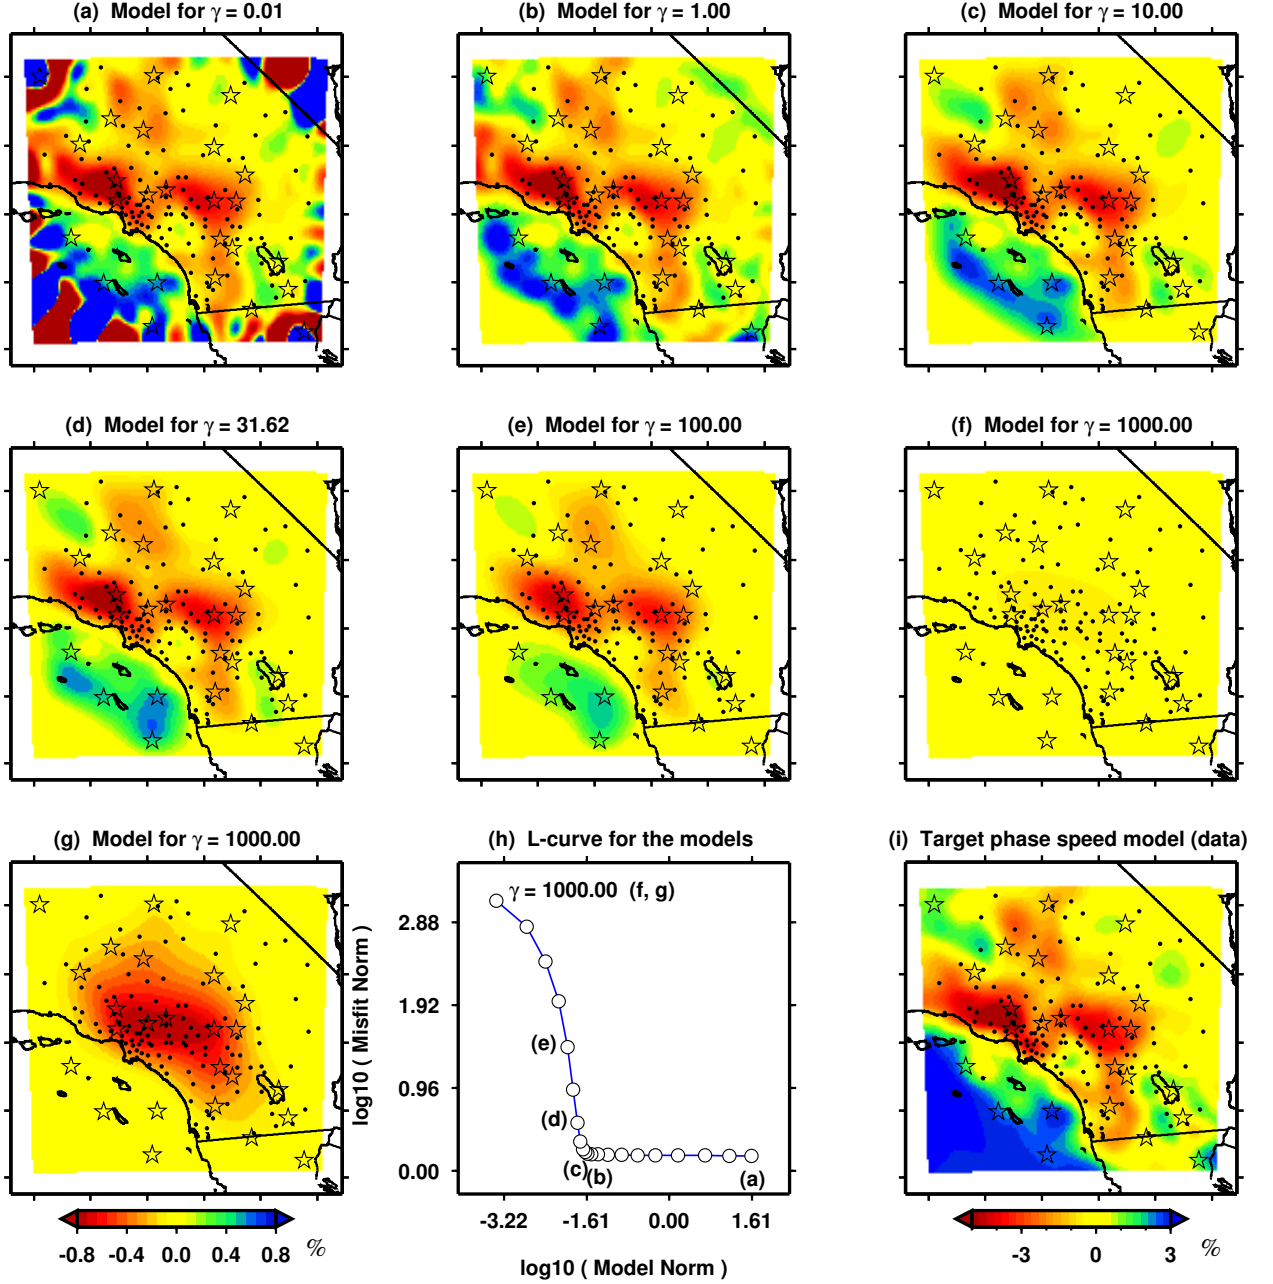 (a) Model for γ = 0.01
(b) Model for γ = 1.00
(c) Model for γ = 10.00
(d) Model for γ = 31.62
(e) Model for γ = 100.00
(f) Model for γ = 1000.00
(g) Model for γ = 1000.00
(h) L-curve for the models
(i) Target phase speed model (data)
γ = 1000.00 (f, g)
2.88
1.92
0.96
0.00
log10 ( Misfit Norm )
(e)
(d)
(c)
(b)
(a)
-3.22 -1.61 0.00 1.61
log10 ( Model Norm )
-0.8 -0.4 0.0 0.4 0.8 %
-3 0 3 %